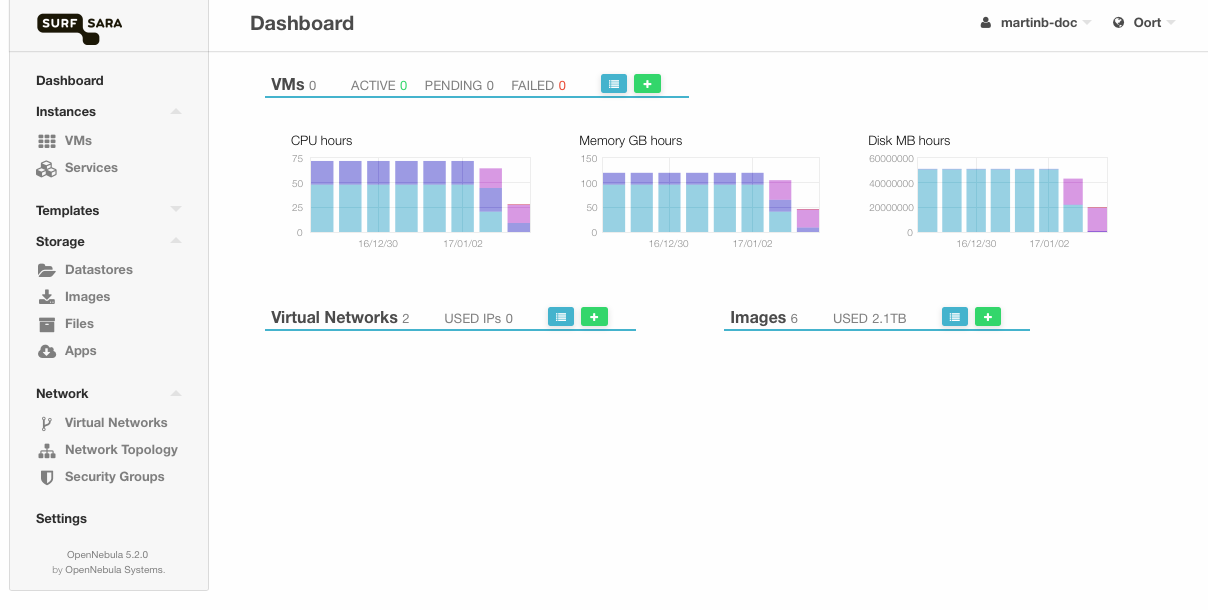 SURF SARA
Dashboard
martinb-doc
Oort
Dashboard
Instances
VMs
Services
Templates
Storage
Datastores
Images
Files
Apps
Network
Virtual Networks
Network Topology
Security Groups
Settings
OpenNebula 5.2.0
by OpenNebula Systems.
VMs 0 ACTIVE 0 PENDING 0 FAILED 0
CPU hours
75
50
25
0
16/12/30 17/01/02
Memory GB hours
150
100
50
0
16/12/30 17/01/02
Disk MB hours
60000000
40000000
20000000
0
16/12/30 17/01/02
Virtual Networks 2 USED IPs 0
Images 6 USED 2.1TB